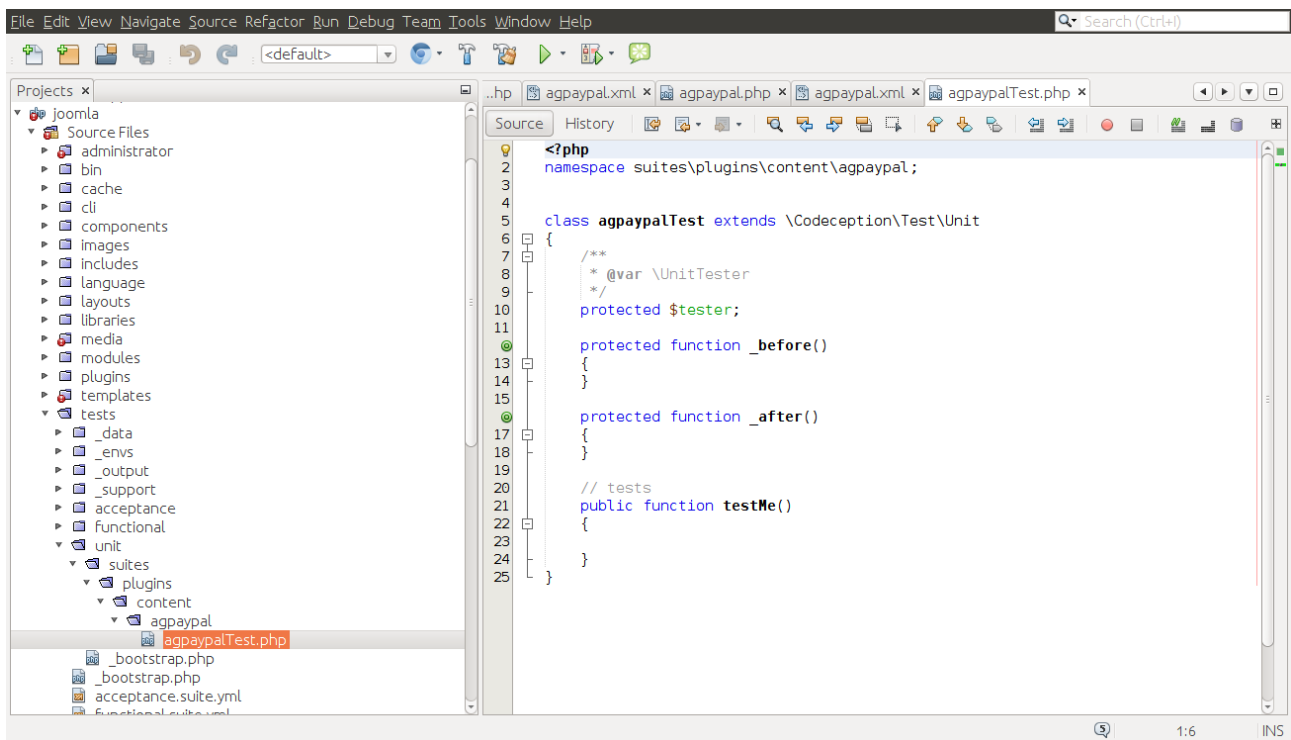 File Edit View Navigate Source Refactor Run Debug Team Tools Window Help
Search (Ctrl+I)
<default>
Projects
joomla
Source Files
administrator
bin
cache
cli
components
images
includes
language
layouts
libraries
media
modules
plugins
templates
tests
_data
_envs
_output
_support
acceptance
functional
unit
suites
plugins
content
agpaypal
agpaypalTest.php
_bootstrap.php
_bootstrap.php
acceptance.suite.yml
functional.suite.yml
..hp agpaypal.xml agpaypal.php agpaypal.xml agpaypalTest.php
Source History
<?php
2 namespace suites\plugins\content\agpaypal;
3
4
5 class agpaypalTest extends \Codeception\Test\Unit
6 {
7 /**
8 * @var \UnitTester
9 */
10 protected $tester;
11
protected function _before()
13 {
14 }
15
protected function _after()
17 {
18 }
19
20 // tests
21 public function testMe()
22 {
23
24 }
25 }
5 1:6 INS